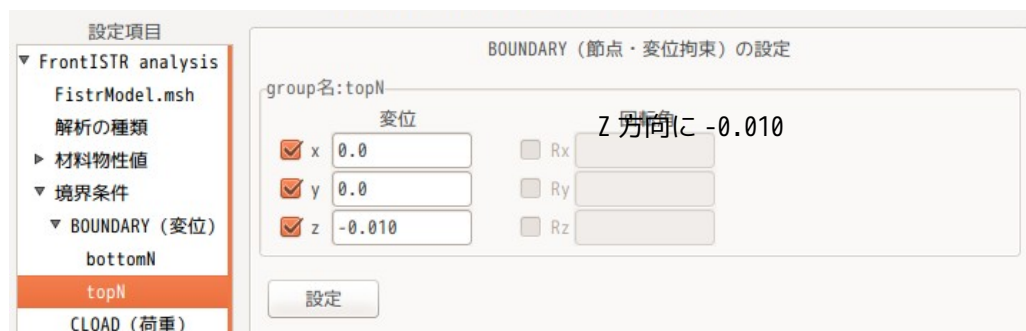 設定項目
FrontISTR analysis
FistrModel.msh
解析の種類
材料物性値
境界条件
BOUNDARY (変位)
bottomN
topN
CLOAD (荷重)
BOUNDARY (節点・変位拘束) の設定
group名:topN
変位
回転角
Z 方向に -0.010
x 0.0
Rx
y 0.0
Ry
z -0.010
Rz
設定